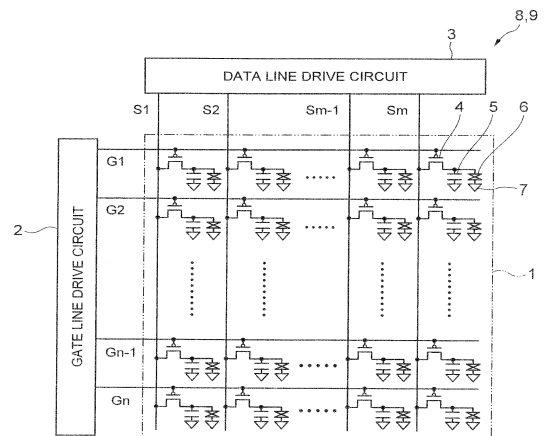 8,9
3
DATA LINE DRIVE CIRCUIT
S1 S2 Sm-1 Sm 4 5 6
G1
7
G2
2
GATE LINE DRIVE CIRCUIT
1
Gn-1
Gn